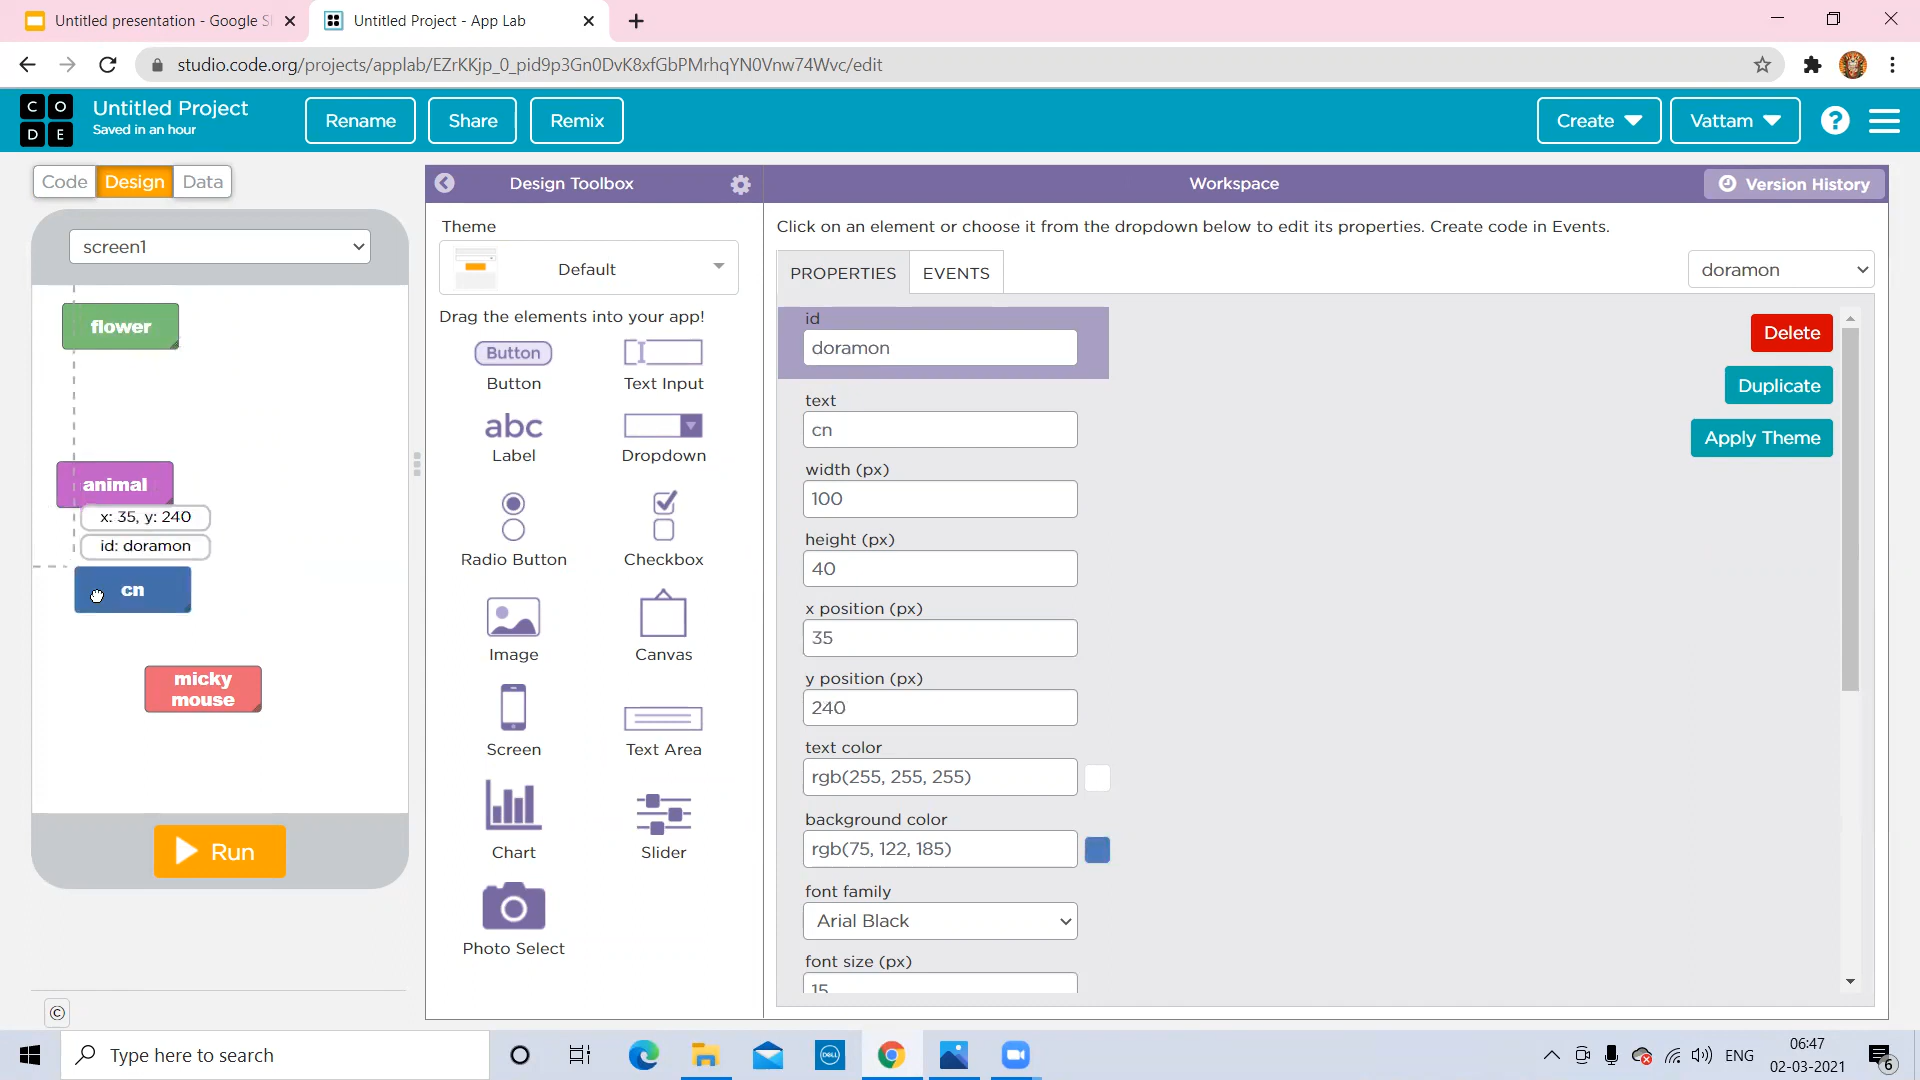 Untitled presentation - Google S
Untitled Project - App Lab
studio.code.org/projects/applab/EZrKKjp_0_pid9p3Gn0DvK8xfGbPMrhqYN0Vnw74Wvc/edit
C O
D E
Untitled Project
Saved in an hour
Rename
Share
Remix
Create
Vattam
?
Code
Design
Data
Design Toolbox
Workspace
Version History
screen1
Theme
Default
Click on an element or choose it from the dropdown below to edit its properties. Create code in Events.
PROPERTIES
EVENTS
doramon
flower
animal
x: 35, y: 240
id: doramon
cn
micky
mouse
Run
©
Drag the elements into your app!
Button
Button
Text Input
abc
Label
Dropdown
Radio Button
Checkbox
Image
Canvas
Screen
Text Area
Chart
Slider
Photo Select
id
doramon
text
cn
width (px)
100
height (px)
40
x position (px)
35
y position (px)
240
text color
rgb(255, 255, 255)
background color
rgb(75, 122, 185)
font family
Arial Black
font size (px)
15
Delete
Duplicate
Apply Theme
Type here to search
DELL
ENG
06:47
02-03-2021
6